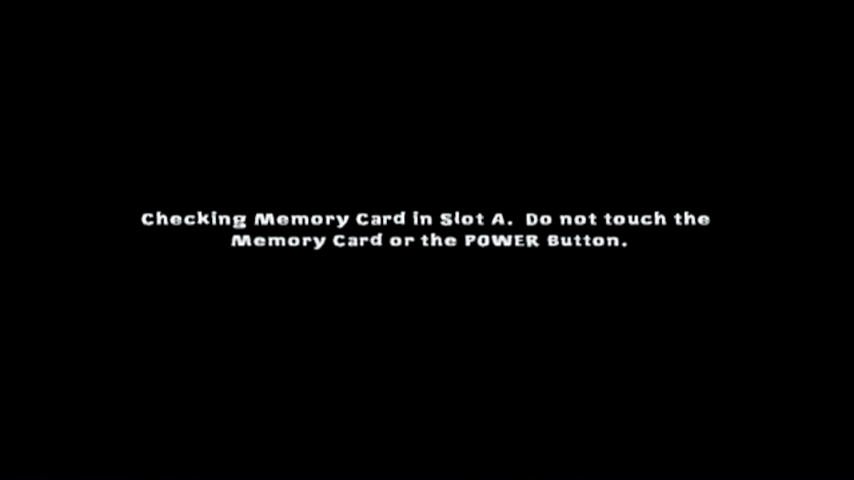 Checking Memory Card in Slot A.  Do not touch the
Memory Card or the POWER Button.